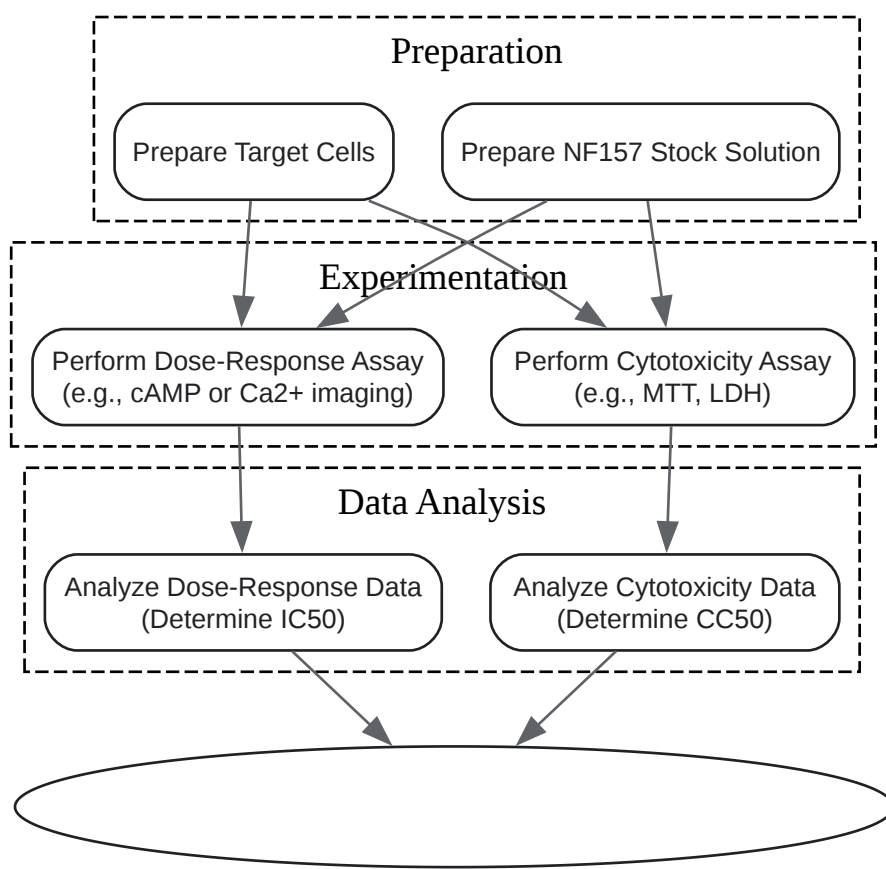 Preparation
Prepare Target Cells
Prepare NF157 Stock Solution
Experimentation
Perform Dose-Response Assay
(e.g., cAMP or Ca2+ imaging)
Perform Cytotoxicity Assay
(e.g., MTT, LDH)
Data Analysis
Analyze Dose-Response Data
(Determine IC50)
Analyze Cytotoxicity Data
(Determine CC50)